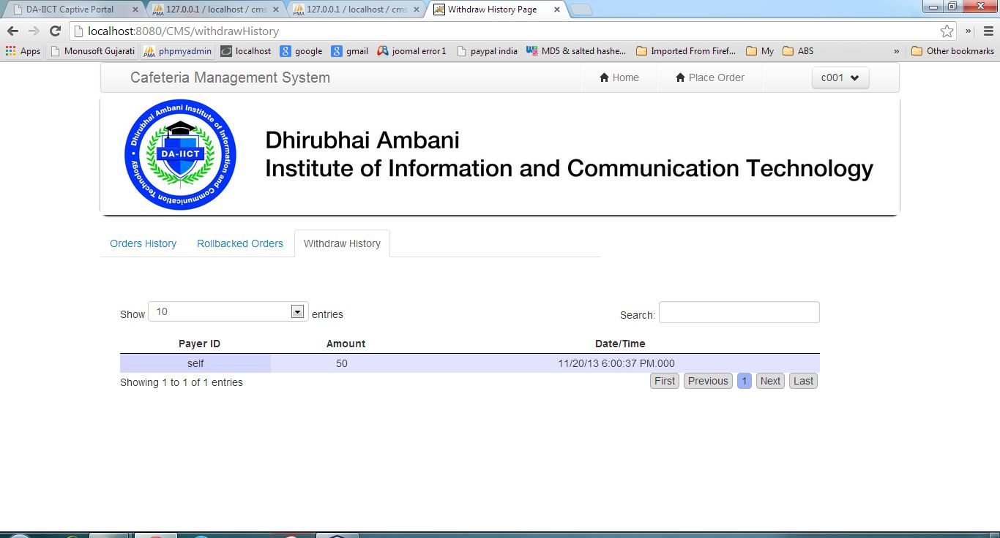 DA-IICT Captive Portal
127.0.0.1 / localhost / cms
127.0.0.1 / localhost / cms
Withdraw History Page
localhost:8080/CMS/withdrawHistory
Apps Monusoft Gujarati phpmyadmin localhost google gmail joomal error1 paypal india MD5 & salted hashe... Imported From Firef... My ABS » Other bookmarks
Cafeteria Management System Home Place Order c001
Dhirubhai Ambani Institute of Information and Communication Technology
DA-IICT
Dhirubhai Ambani
Institute of Information and Communication Technology
Orders History Rollbacked Orders Withdraw History
Show 10 entries Search:
Payer ID Amount Date/Time
self 50 11/20/13 6:00:37 PM.000
Showing 1 to 1 of 1 entries First Previous 1 Next Last